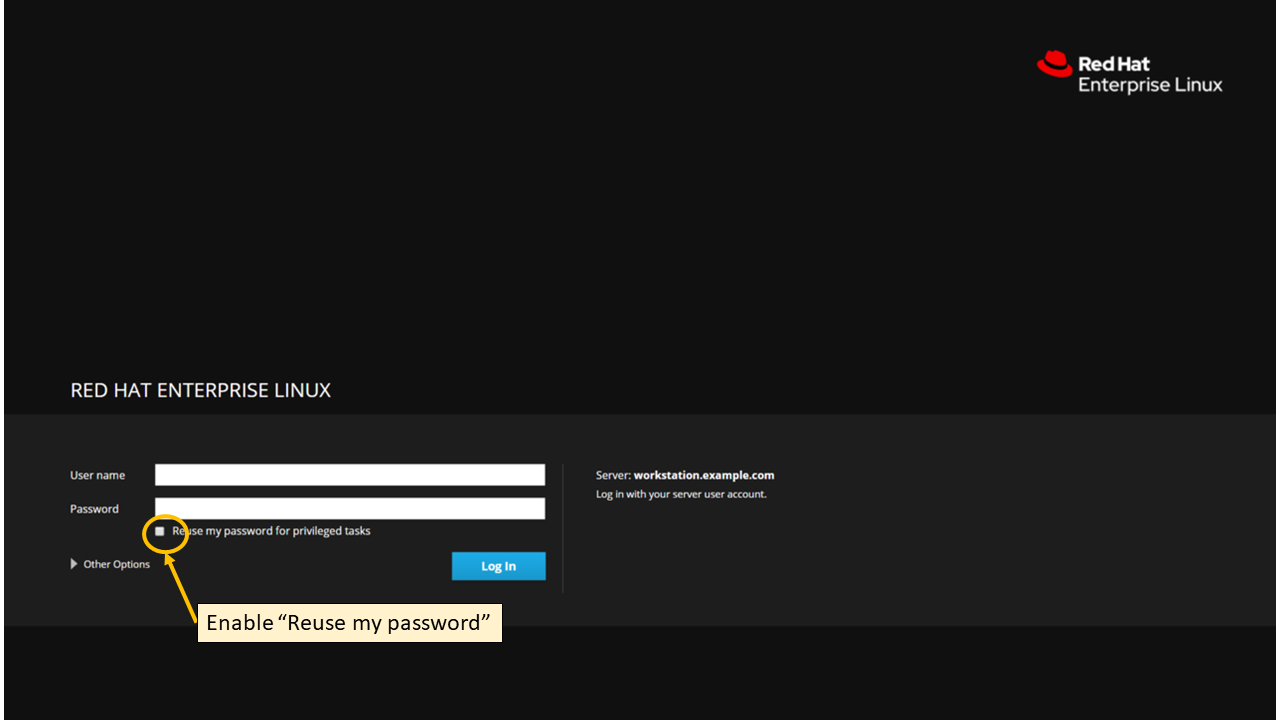 Red Hat
Enterprise Linux
RED HAT ENTERPRISE LINUX
User name
Password
Reuse my password for privileged tasks
Other Options
Log In
Server: workstation.example.com
Log in with your server user account.
Enable “Reuse my password”